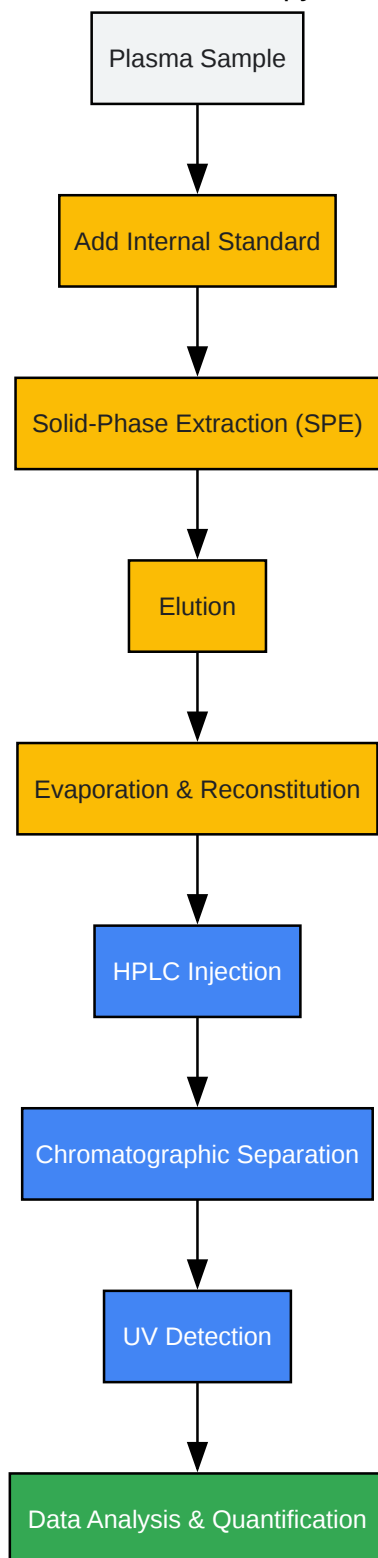 Plasma Sample
Add Internal Standard
Solid-Phase Extraction (SPE)
Elution
Evaporation & Reconstitution
HPLC Injection
Chromatographic Separation
UV Detection
Data Analysis & Quantification